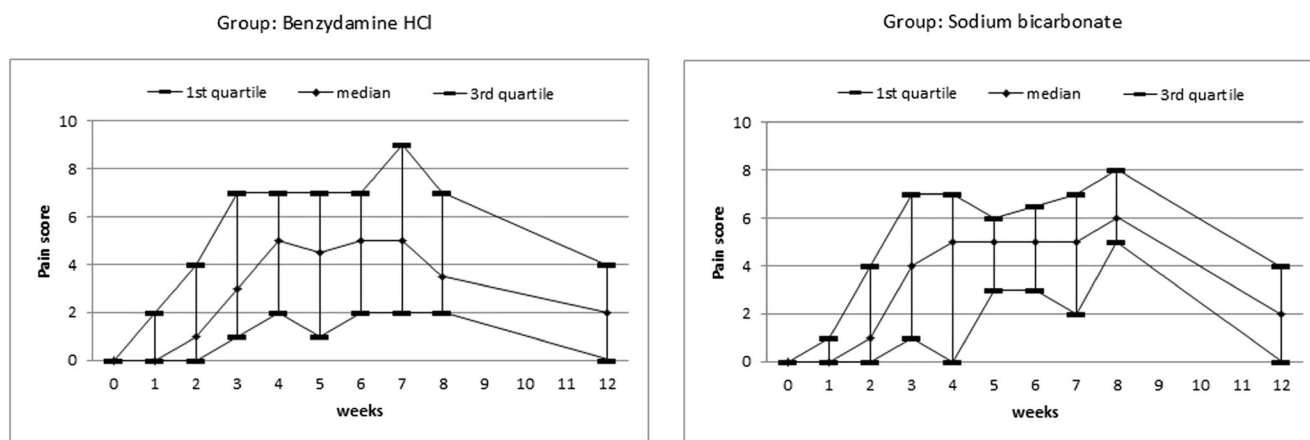 Group: Benzydamine HCl
1st quartile median 3rd quartile
10
8
6
4
2
0
Pain score
0 1 2 3 4 5 6 7 8 9 10 11 12
weeks
Group: Sodium bicarbonate
1st quartile median 3rd quartile
10
8
6
4
2
0
Pain score
0 1 2 3 4 5 6 7 8 9 10 11 12
weeks